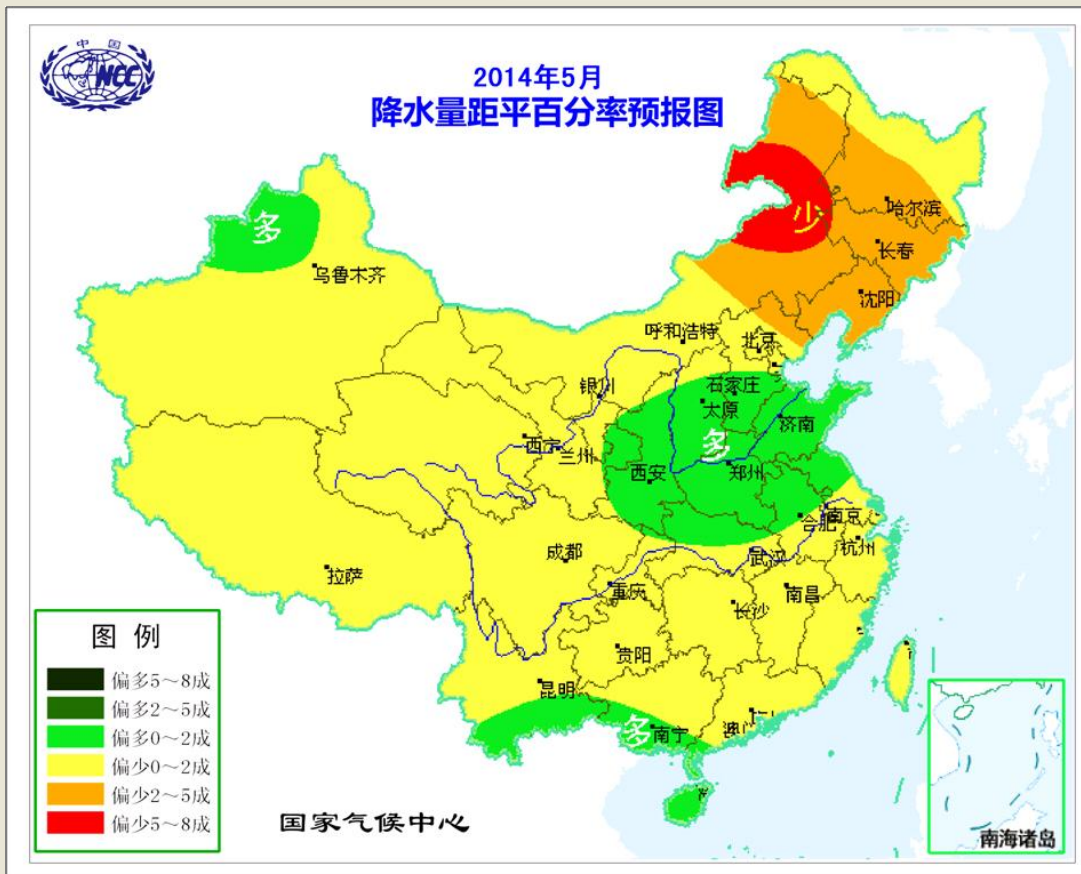 中 国
NCC
2014年5月
降水量距平百分率预报图
多
乌鲁木齐
少
哈尔滨
长春
沈阳
呼和浩特
北京
银川
石家庄
太原
济南
西宁
兰州
多
西安
郑州
合肥
南京
杭州
成都
武汉
拉萨
重庆
长沙
南昌
贵阳
昆明
多
南宁
图 例
偏多5～8成
偏多2～5成
偏多0～2成
偏少0～2成
偏少2～5成
偏少5～8成
国家气候中心
南海诸岛